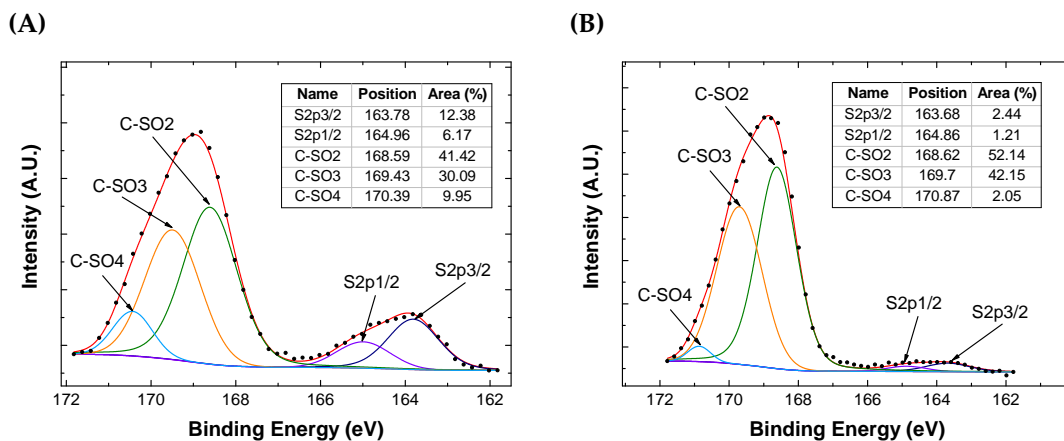 (A)
C-SO2
C-SO3
C-SO4
S2p1/2
S2p3/2
Name Position Area (%)
S2p3/2 163.78 12.38
S2p1/2 164.96 6.17
C-SO2 168.59 41.42
C-SO3 169.43 30.09
C-SO4 170.39 9.95
Intensity (A.U.)
172 170 168 166 164 162
Binding Energy (eV)
(B)
C-SO2
C-SO3
C-SO4
S2p1/2
S2p3/2
Name Position Area (%)
S2p3/2 163.68 2.44
S2p1/2 164.86 1.21
C-SO2 168.62 52.14
C-SO3 169.7 42.15
C-SO4 170.87 2.05
Intensity (A.U.)
172 170 168 166 164 162
Binding Energy (eV)